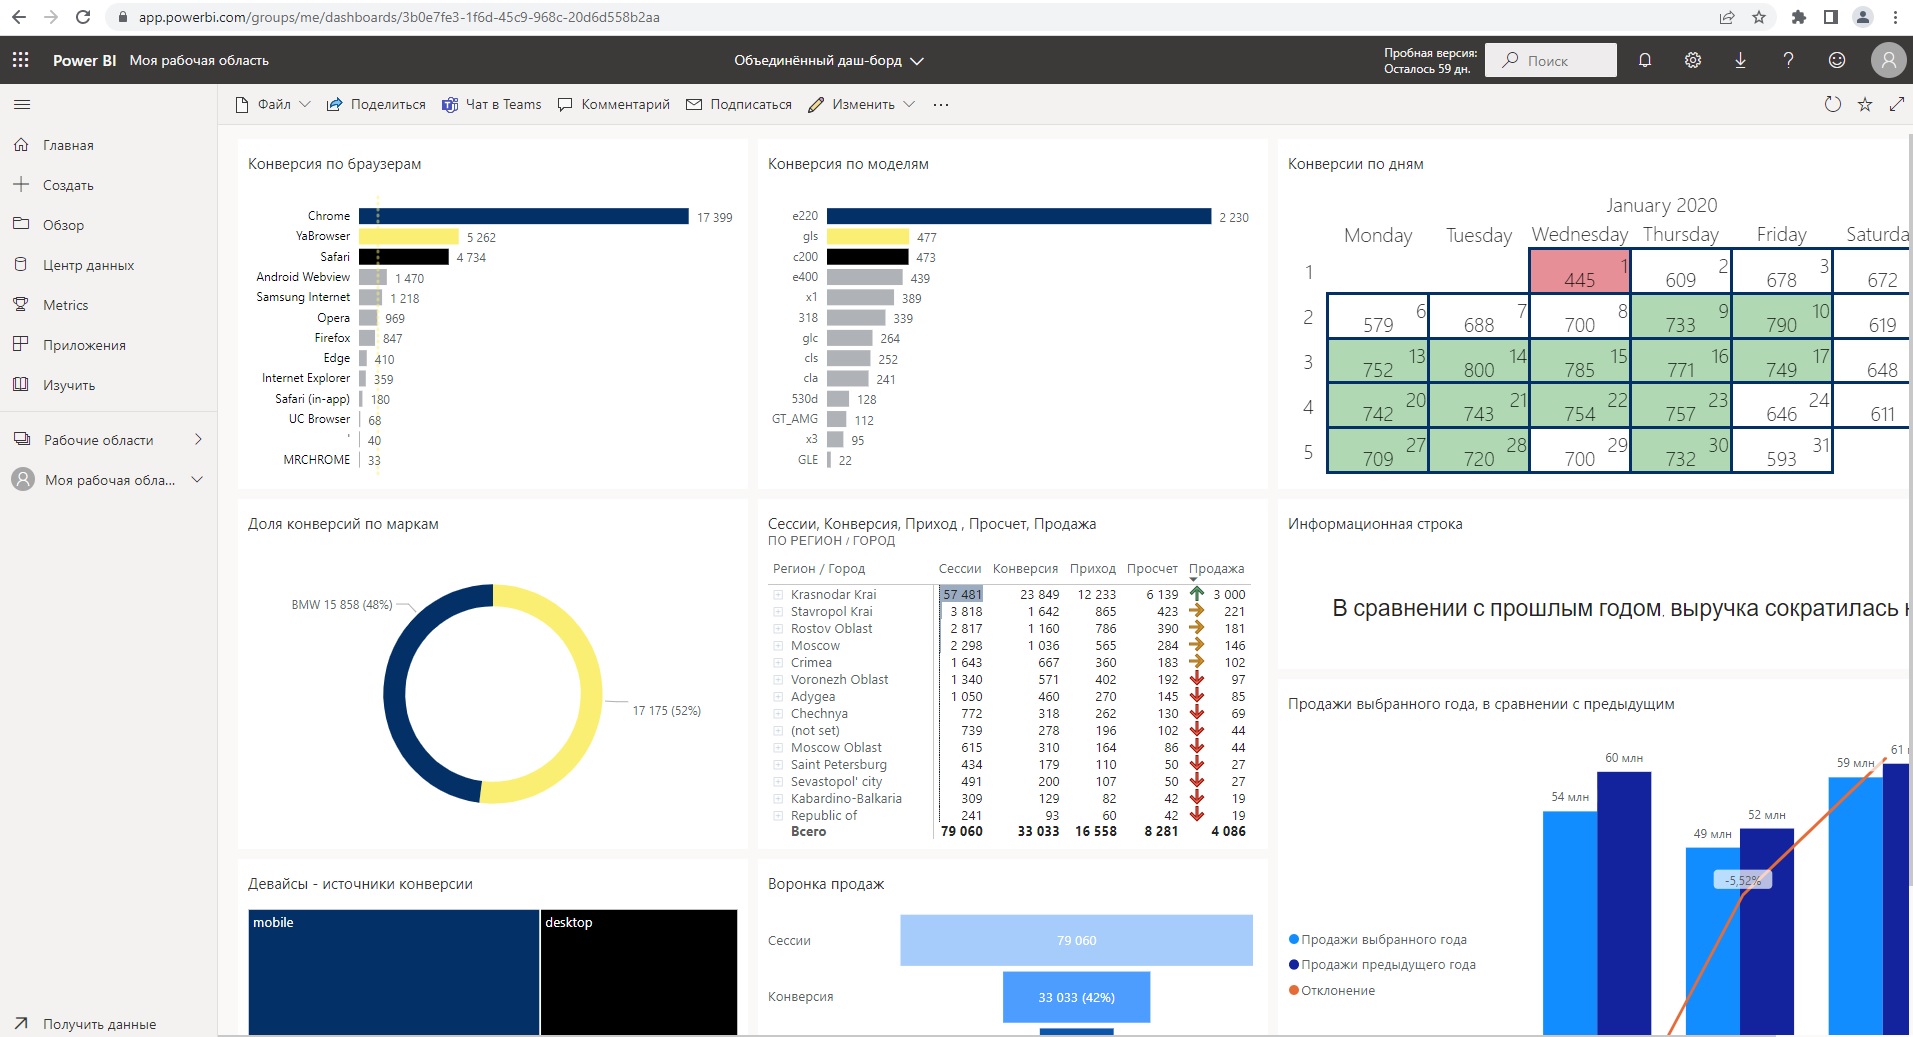 app.powerbi.com/groups/me/dashboards/3b0e7fe3-1f6d-45c9-968c-20d6d558b2aa
Power BI Моя рабочая область
Объединённый даш-борд
Пробная версия:
Осталось 59 дн.
Поиск
Файл Поделиться Чат в Teams Комментарий Подписаться Изменить ...
Главная
Создать
Обзор
Центр данных
Metrics
Приложения
Изучить
Рабочие области
Моя рабочая обла...
Получить данные
Конверсия по браузерам
Chrome 17 399
YaBrowser 5 262
Safari 4 734
Android Webview 1 470
Samsung Internet 1 218
Opera 969
Firefox 847
Edge 410
Internet Explorer 359
Safari (in-app) 180
UC Browser 68
' 40
MRCHROME 33
Конверсия по моделям
e220 2 230
gls 477
c200 473
e400 439
x1 389
318 339
glc 264
cls 252
cla 241
530d 128
GT_AMG 112
x3 95
GLE 22
Конверсии по дням
January 2020
Monday Tuesday Wednesday Thursday Friday Saturda
1 1 2 3
445 609 678 672
2 6 7 8 9 10
579 688 700 733 790 619
3 13 14 15 16 17
752 800 785 771 749 648
4 20 21 22 23 24
742 743 754 757 646 611
5 27 28 29 30 31
709 720 700 732 593
Доля конверсий по маркам
BMW 15 858 (48%)
17 175 (52%)
Сессии, Конверсия, Приход , Просчет, Продажа
ПО РЕГИОН / ГОРОД
Регион / Город Сессии Конверсия Приход Просчет Продажа
Krasnodar Krai 57 481 23 849 12 233 6 139 3 000
Stavropol Krai 3 818 1 642 865 423 221
Rostov Oblast 2 817 1 160 786 390 181
Moscow 2 298 1 036 565 284 146
Crimea 1 643 667 360 183 102
Voronezh Oblast 1 340 571 402 192 97
Adygea 1 050 460 270 145 85
Chechnya 772 318 262 130 69
(not set) 739 278 196 102 44
Moscow Oblast 615 310 164 86 44
Saint Petersburg 434 179 110 50 27
Sevastopol' city 491 200 107 50 27
Kabardino-Balkaria 309 129 82 42 19
Republic of 241 93 60 42 19
Всего 79 060 33 033 16 558 8 281 4 086
Информационная строка
В сравнении с прошлым годом, выручка сократилась
Продажи выбранного года, в сравнении с предыдущим
54 млн
60 млн
49 млн
52 млн
59 млн
61
-5,52%
Продажи выбранного года
Продажи предыдущего года
Отклонение
Девайсы - источники конверсии
mobile
desktop
Воронка продаж
Сессии 79 060
Конверсия 33 033 (42%)